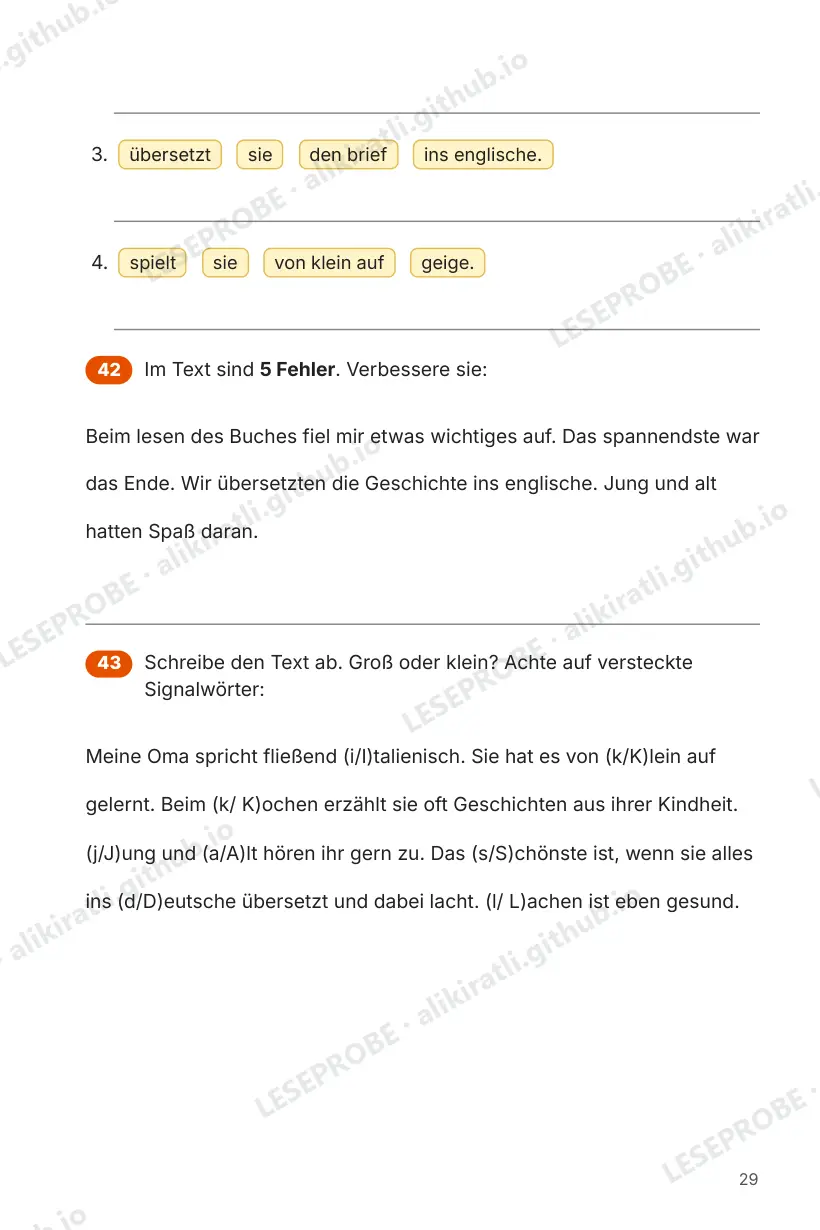 3. übersetzt sie den brief ins englische.
4. spielt sie von klein auf geige.
42 Im Text sind 5 Fehler. Verbessere sie:
Beim lesen des Buches fiel mir etwas wichtiges auf. Das spannendste war
das Ende. Wir übersetzten die Geschichte ins englische. Jung und alt
hatten Spaß daran.
43 Schreibe den Text ab. Groß oder klein? Achte auf versteckte
Signalwörter:
Meine Oma spricht fließend (i/I)talienisch. Sie hat es von (k/K)lein auf
gelernt. Beim (k/ K)ochen erzählt sie oft Geschichten aus ihrer Kindheit.
(j/J)ung und (a/A)lt hören ihr gern zu. Das (s/S)chönste ist, wenn sie alles
ins (d/D)eutsche übersetzt und dabei lacht. (l/ L)achen ist eben gesund.
29
LESEPROBE · alikiratli.github.io